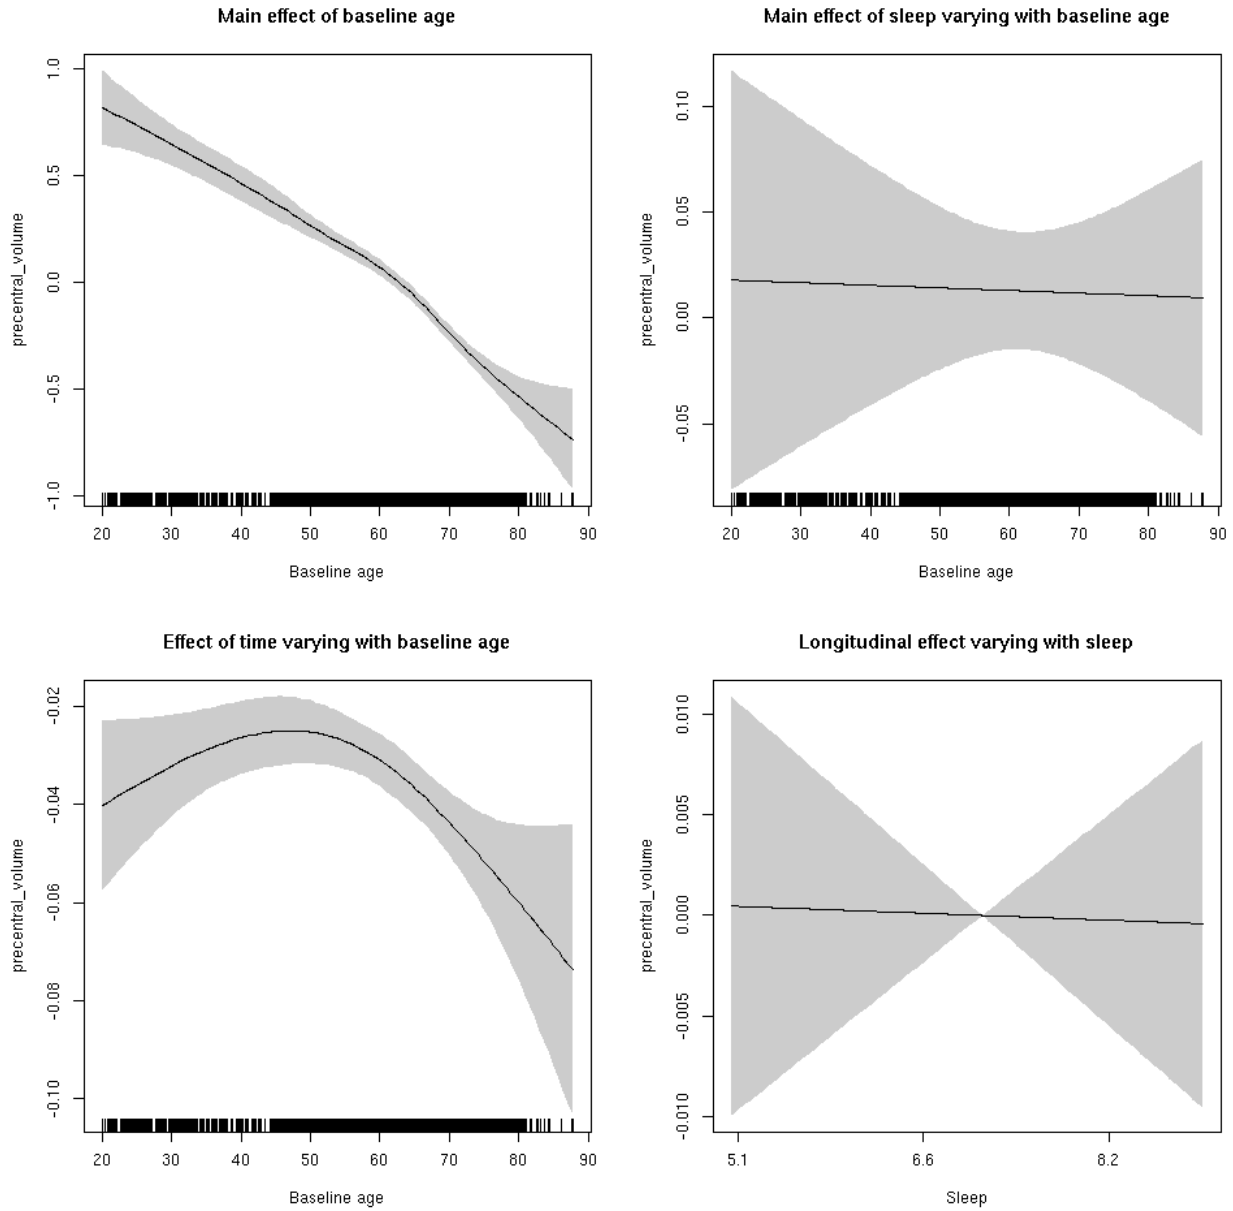 Main effect of baseline age
precentral_volume
1.0
0.5
0.0
-0.5
-1.0
20 30 40 50 60 70 80 90
Baseline age
Main effect of sleep varying with baseline age
precentral_volume
0.10
0.05
0.00
-0.05
20 30 40 50 60 70 80 90
Baseline age
Effect of time varying with baseline age
precentral_volume
-0.02
-0.04
-0.06
-0.08
-0.10
20 30 40 50 60 70 80 90
Baseline age
Longitudinal effect varying with sleep
precentral_volume
0.010
0.005
0.000
-0.005
-0.010
5.1 6.6 8.2
Sleep